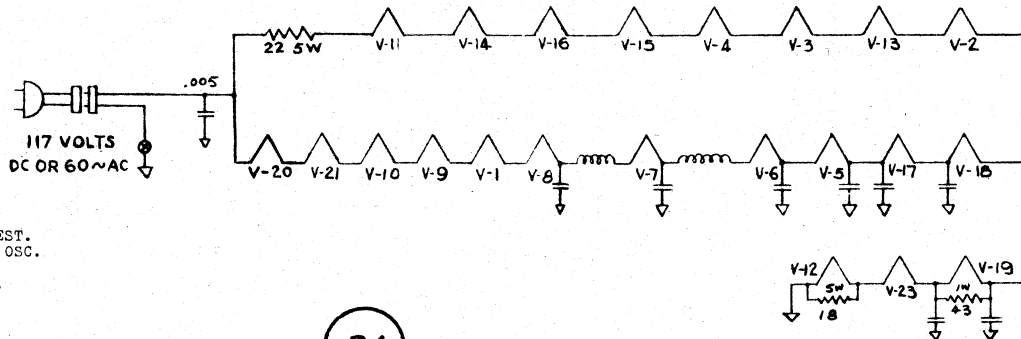 22 5W
V-11 V-14 V-16 V-15 V-4 V-3 V-13 V-2
.005
117 VOLTS
DC OR 60~AC
V-20 V-21 V-10 V-9 V-1 V-8 V-7 V-6 V-5 V-17 V-18
EST.
OSC.
V-12 V-23 V-19
5W 1W
18 43